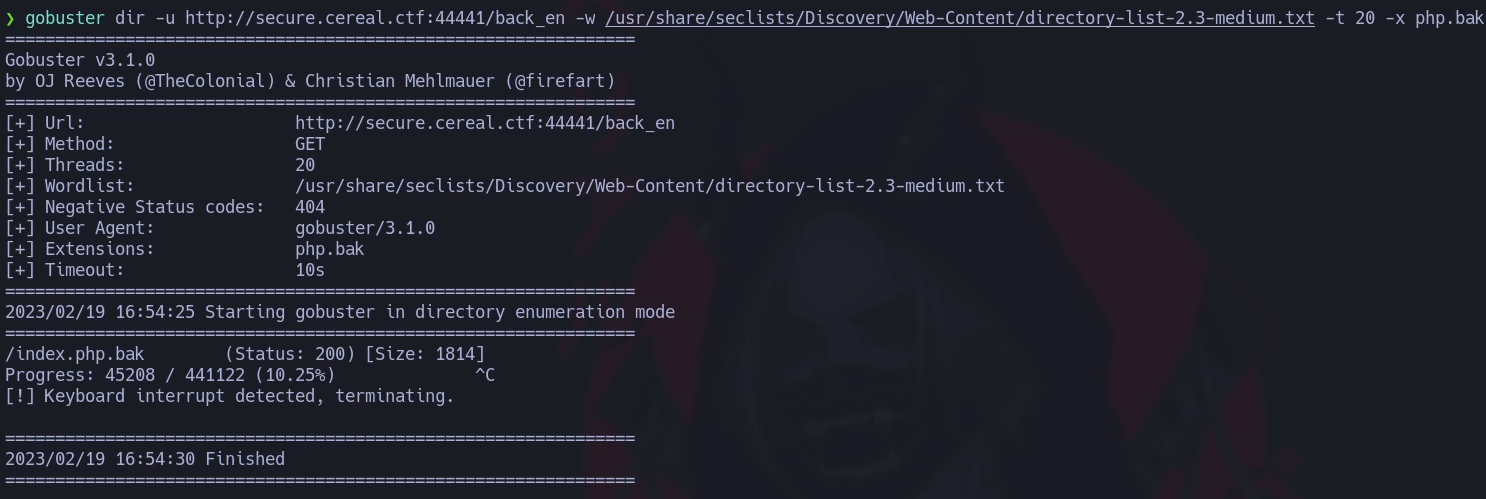 ❯ gobuster dir -u http://secure.cereal.ctf:44441/back_en -w /usr/share/seclists/Discovery/Web-Content/directory-list-2.3-medium.txt -t 20 -x php.bak
===============================================================
Gobuster v3.1.0
by OJ Reeves (@TheColonial) & Christian Mehlmauer (@firefart)
===============================================================
[+] Url:                     http://secure.cereal.ctf:44441/back_en
[+] Method:                  GET
[+] Threads:                 20
[+] Wordlist:                /usr/share/seclists/Discovery/Web-Content/directory-list-2.3-medium.txt
[+] Negative Status codes:   404
[+] User Agent:              gobuster/3.1.0
[+] Extensions:              php.bak
[+] Timeout:                 10s
===============================================================
2023/02/19 16:54:25 Starting gobuster in directory enumeration mode
===============================================================
/index.php.bak        (Status: 200) [Size: 1814]
Progress: 45208 / 441122 (10.25%)              ^C
[!] Keyboard interrupt detected, terminating.

===============================================================
2023/02/19 16:54:30 Finished
===============================================================